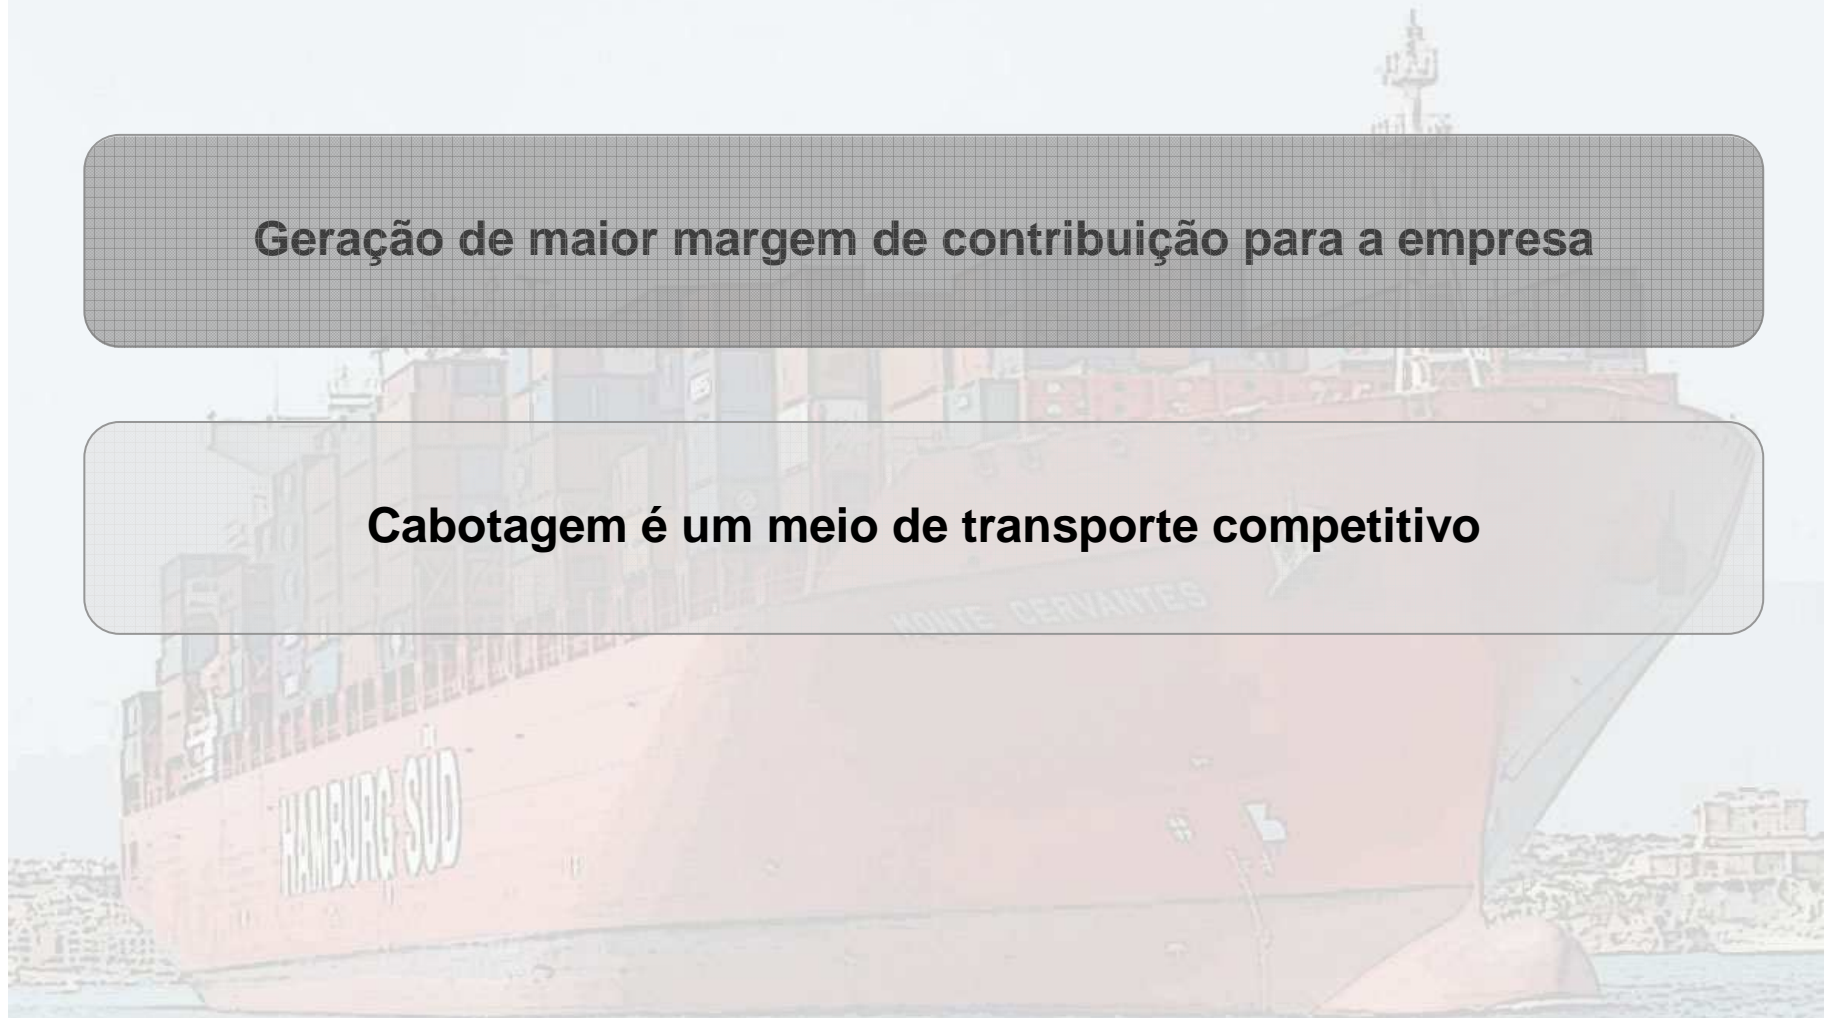 Geração de maior margem de contribuição para a empresa
Cabotagem é um meio de transporte competitivo
MONTE CERVANTES
HAMBURG SÜD